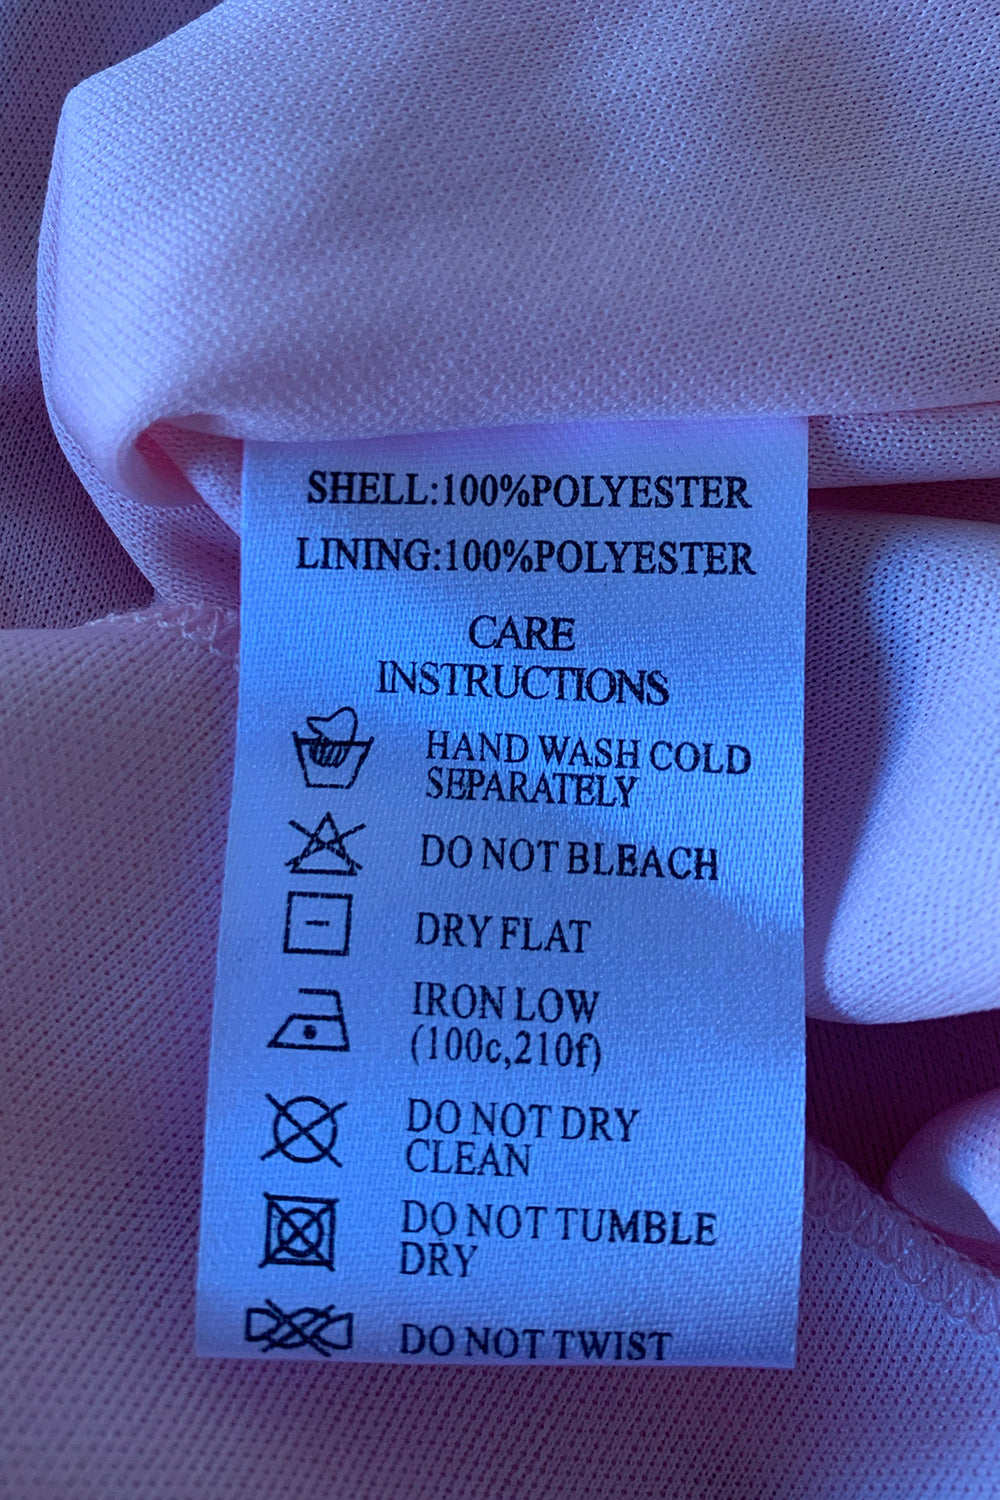 SHELL:100%POLYESTER
LINING:100%POLYESTER
CARE
INSTRUCTIONS
HAND WASH COLD
SEPARATELY
DO NOT BLEACH
DRY FLAT
IRON LOW
(100c,210f)
DO NOT DRY
CLEAN
DO NOT TUMBLE
DRY
DO NOT TWIST